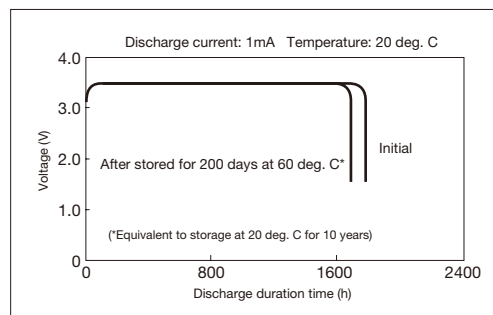 Discharge current: 1mA Temperature: 20 deg. C
4.0
3.0
2.0
1.0
0
Voltage (V)
Initial
After stored for 200 days at 60 deg. C*
(*Equivalent to storage at 20 deg. C for 10 years)
0 800 1600 2400
Discharge duration time (h)